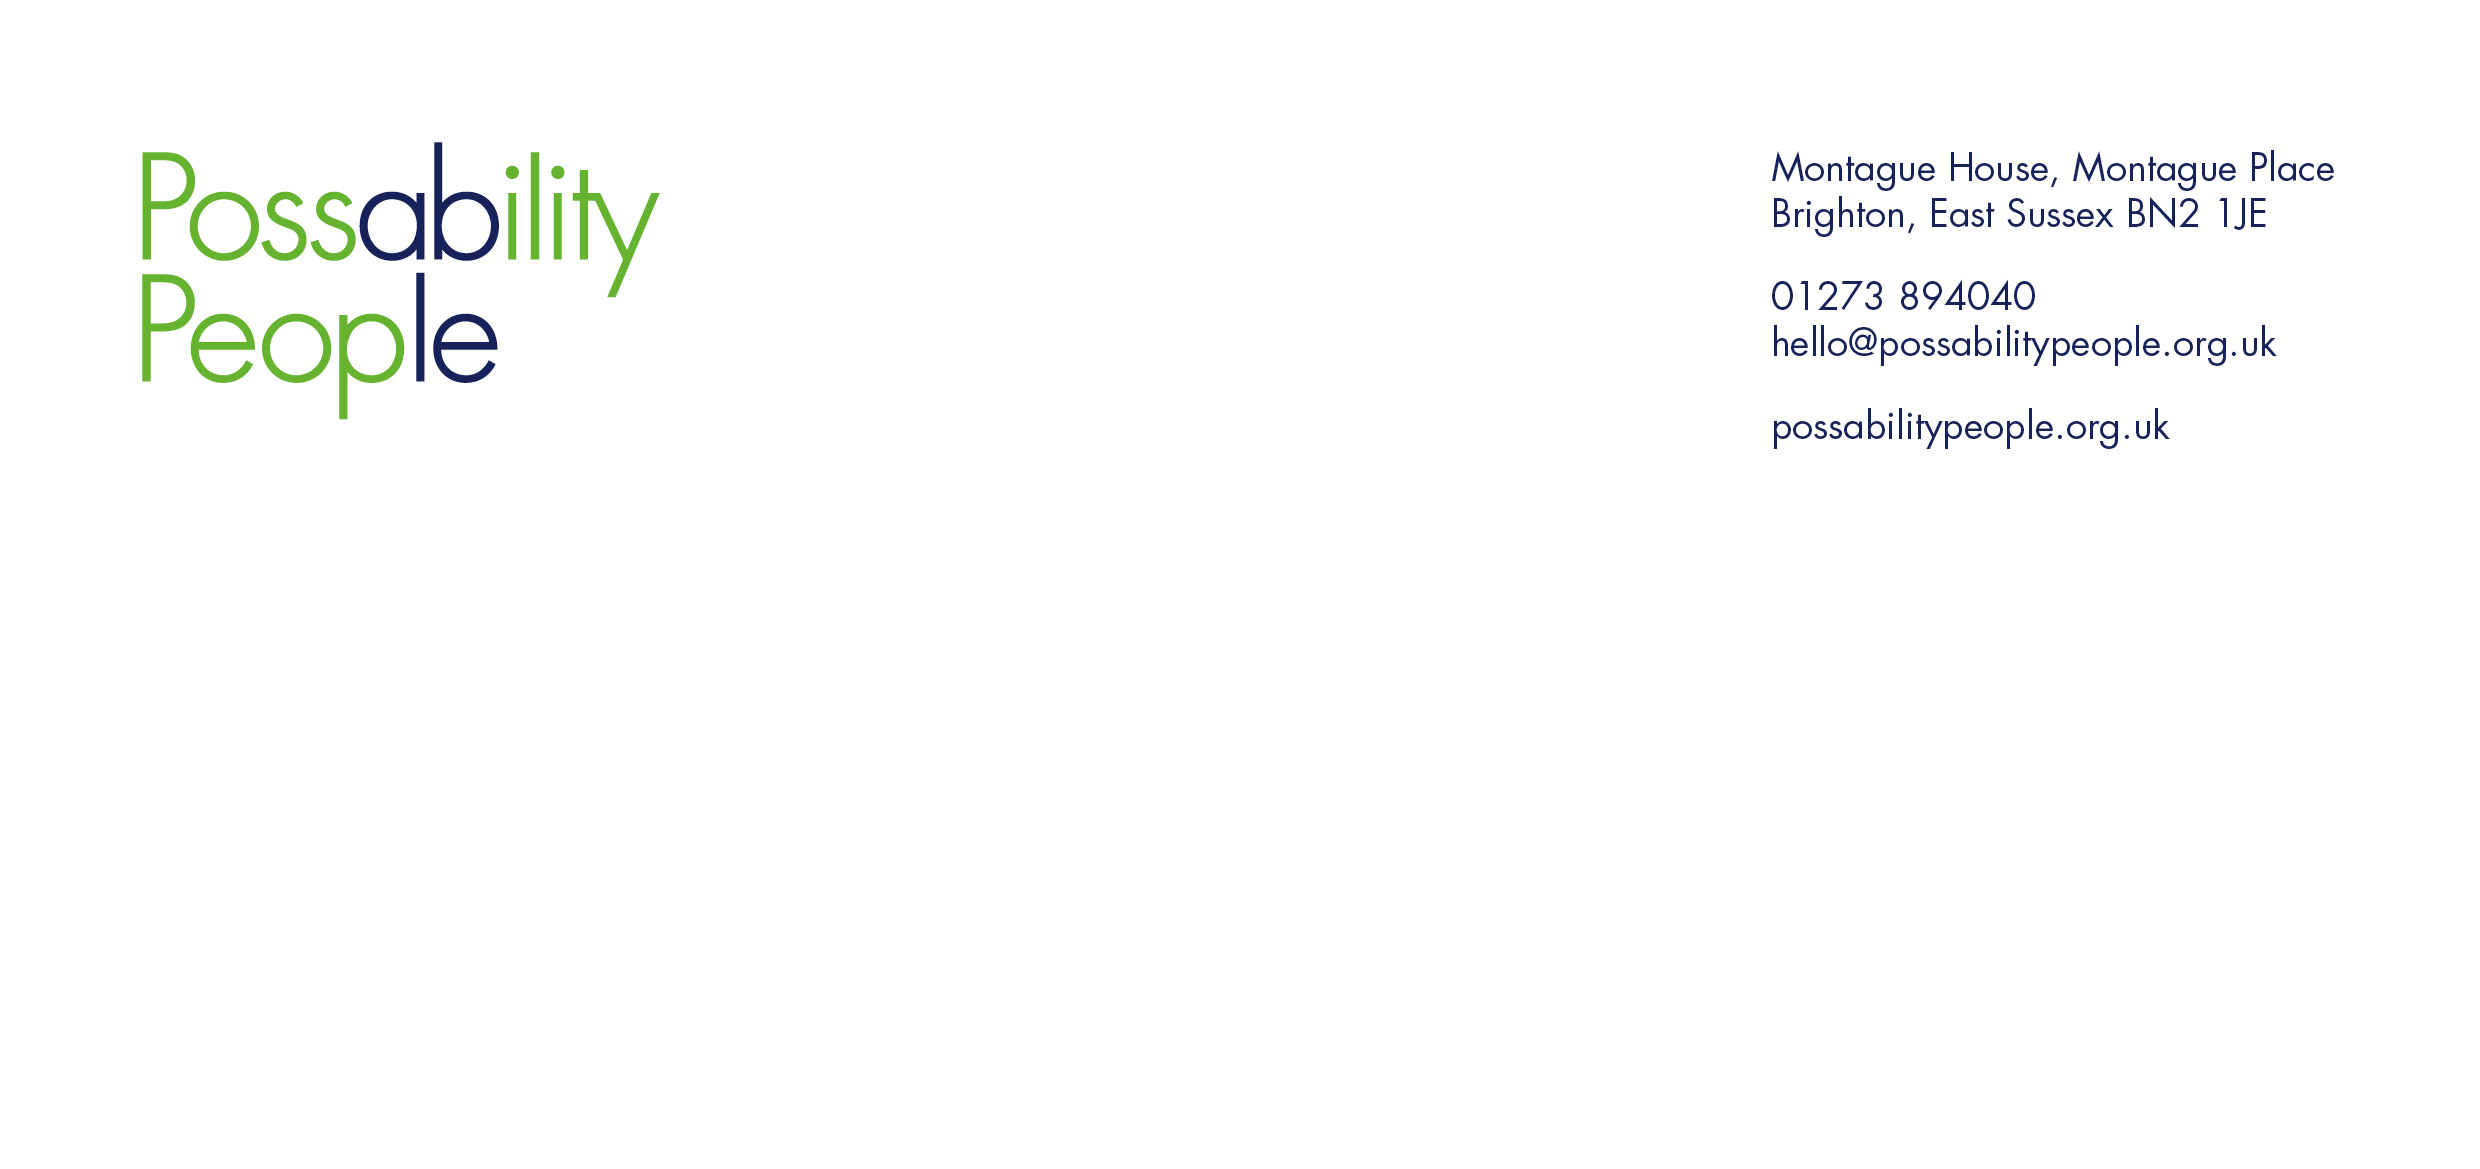 Possability
People
Montague House, Montague Place
Brighton, East Sussex BN2 1JE
01273 894040
hello@possabilitypeople.org.uk
possabilitypeople.org.uk